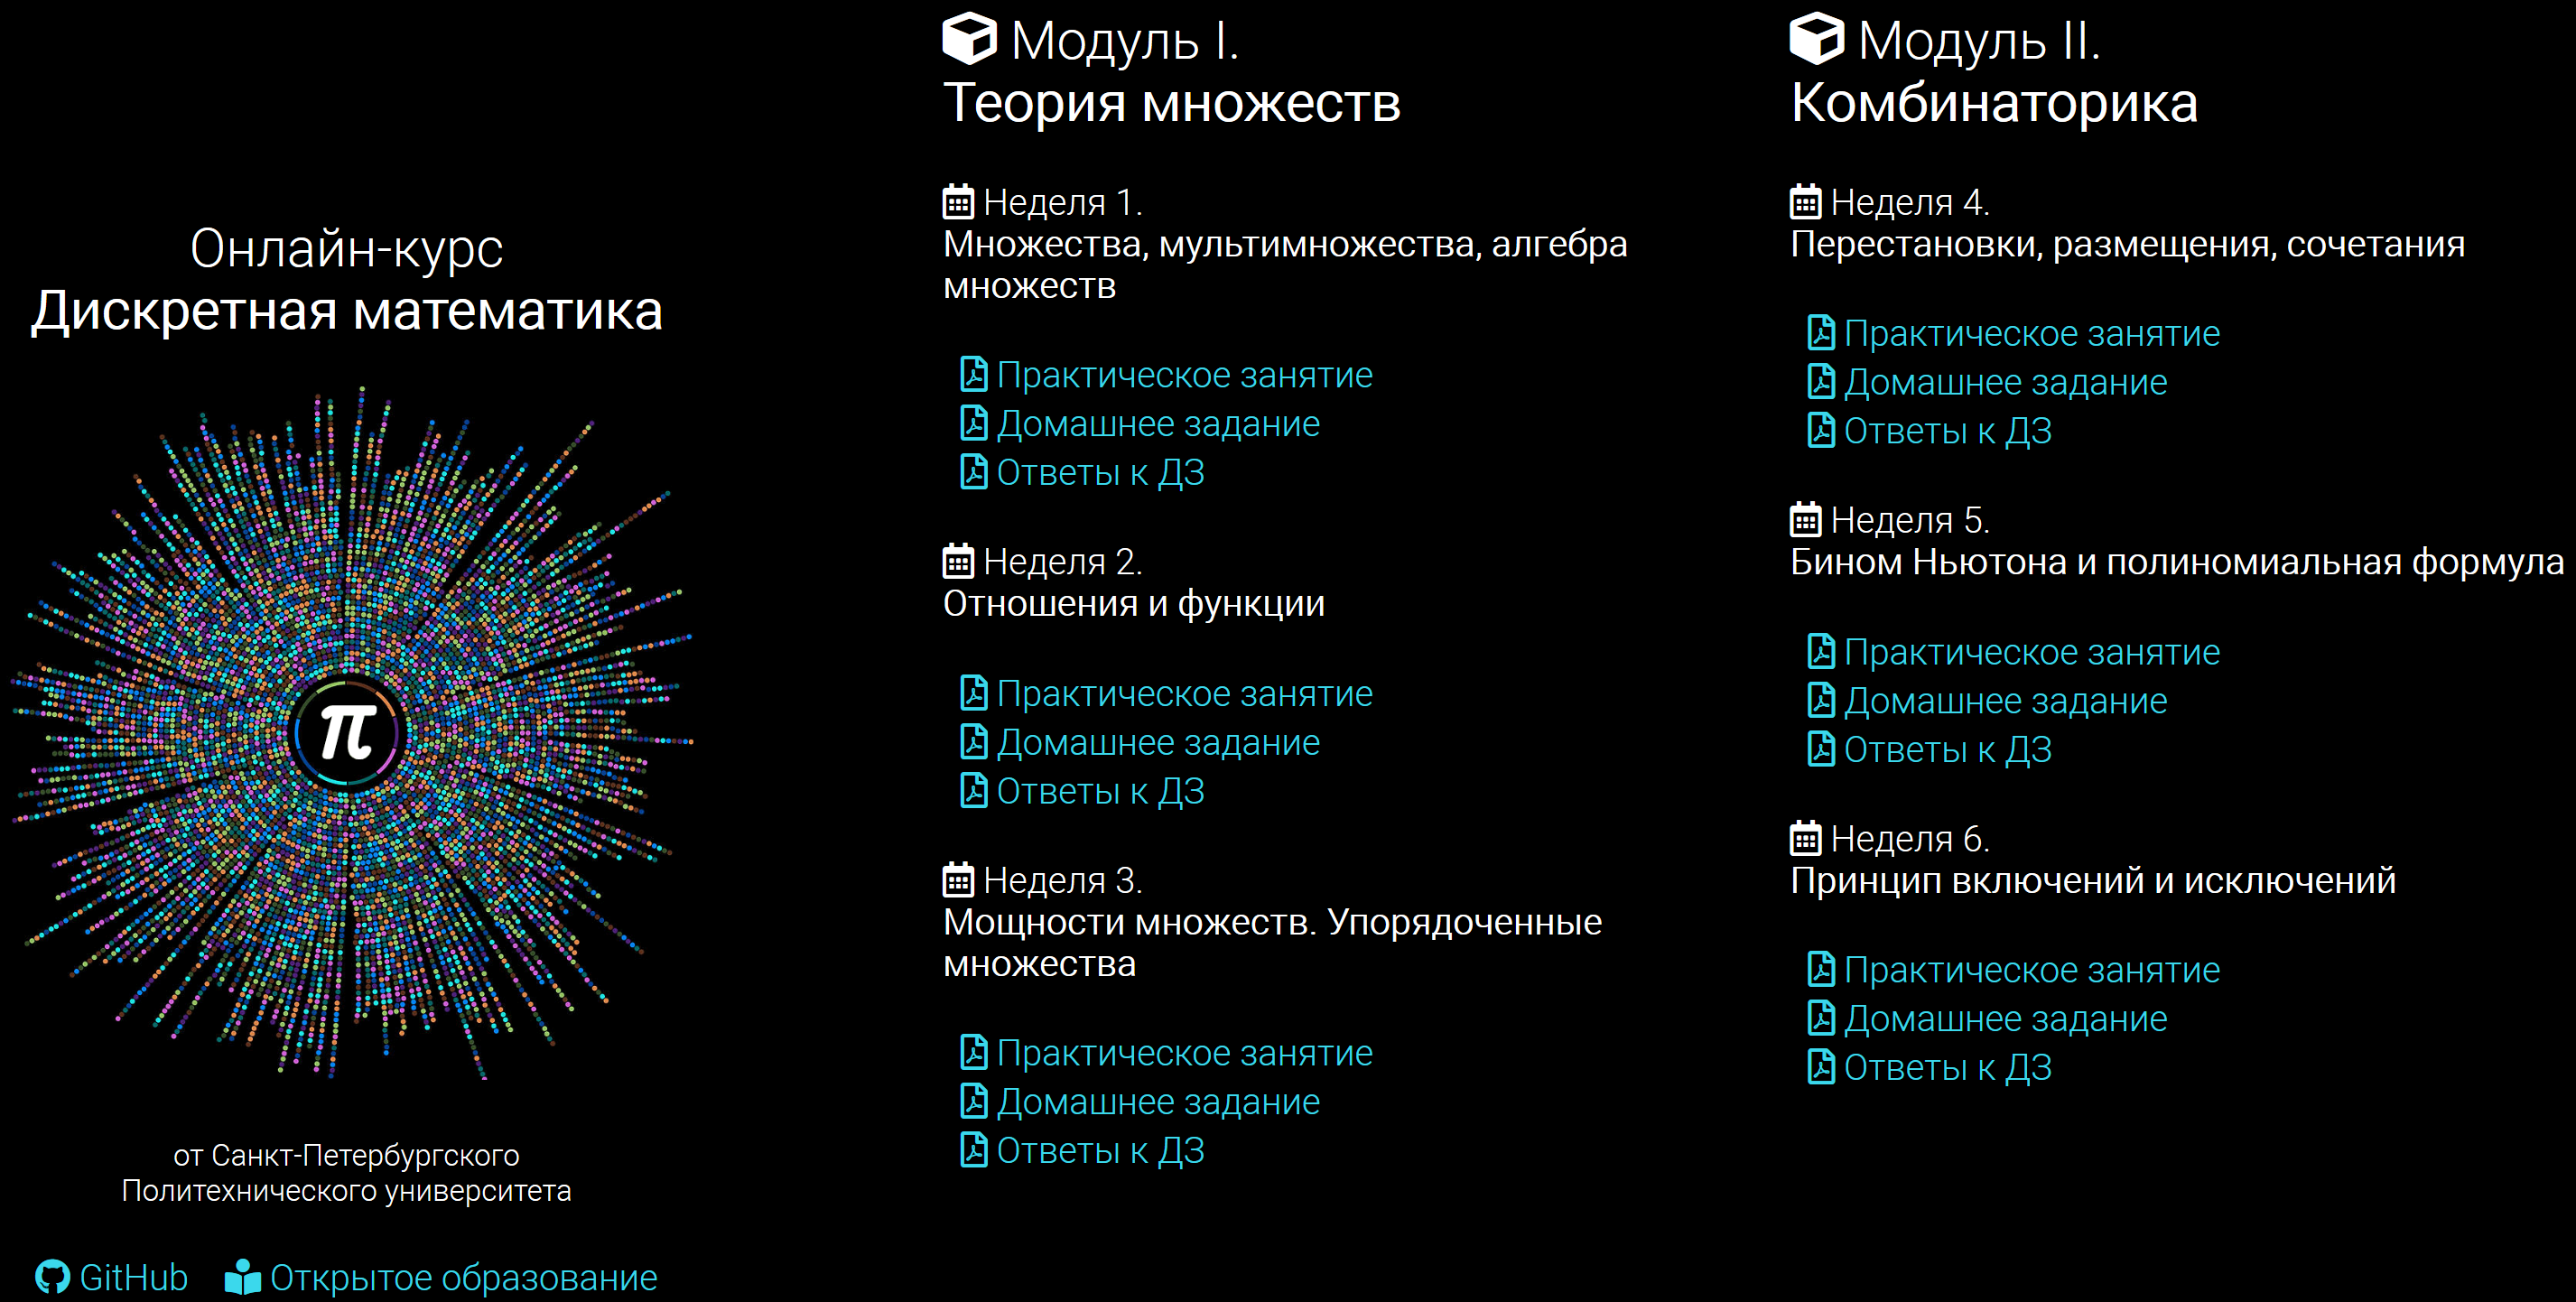 Онлайн-курс
Дискретная математика
π
от Санкт-Петербургского
Политехнического университета
GitHub
Открытое образование
Модуль I.
Теория множеств
Неделя 1.
Множества, мультимножества, алгебра
множеств
Практическое занятие
Домашнее задание
Ответы к ДЗ
Неделя 2.
Отношения и функции
Практическое занятие
Домашнее задание
Ответы к ДЗ
Неделя 3.
Мощности множеств. Упорядоченные
множества
Практическое занятие
Домашнее задание
Ответы к ДЗ
Модуль II.
Комбинаторика
Неделя 4.
Перестановки, размещения, сочетания
Практическое занятие
Домашнее задание
Ответы к ДЗ
Неделя 5.
Бином Ньютона и полиномиальная формула
Практическое занятие
Домашнее задание
Ответы к ДЗ
Неделя 6.
Принцип включений и исключений
Практическое занятие
Домашнее задание
Ответы к ДЗ